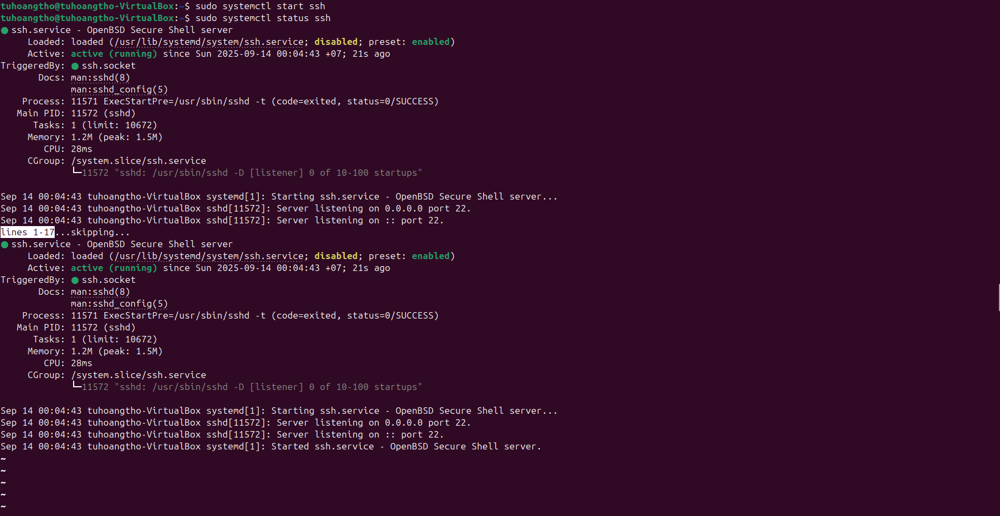 tuhoangtho@tuhoangtho-VirtualBox:~$ sudo systemctl start ssh
tuhoangtho@tuhoangtho-VirtualBox:~$ sudo systemctl status ssh
● ssh.service - OpenBSD Secure Shell server
     Loaded: loaded (/usr/lib/systemd/system/ssh.service; disabled; preset: enabled)
     Active: active (running) since Sun 2025-09-14 00:04:43 +07; 21s ago
TriggeredBy: ● ssh.socket
       Docs: man:sshd(8)
             man:sshd_config(5)
    Process: 11571 ExecStartPre=/usr/sbin/sshd -t (code=exited, status=0/SUCCESS)
   Main PID: 11572 (sshd)
      Tasks: 1 (limit: 10672)
     Memory: 1.2M (peak: 1.5M)
        CPU: 28ms
     CGroup: /system.slice/ssh.service
             └─11572 "sshd: /usr/sbin/sshd -D [listener] 0 of 10-100 startups"

Sep 14 00:04:43 tuhoangtho-VirtualBox systemd[1]: Starting ssh.service - OpenBSD Secure Shell server...
Sep 14 00:04:43 tuhoangtho-VirtualBox sshd[11572]: Server listening on 0.0.0.0 port 22.
Sep 14 00:04:43 tuhoangtho-VirtualBox sshd[11572]: Server listening on :: port 22.
lines 1-17...skipping...
● ssh.service - OpenBSD Secure Shell server
     Loaded: loaded (/usr/lib/systemd/system/ssh.service; disabled; preset: enabled)
     Active: active (running) since Sun 2025-09-14 00:04:43 +07; 21s ago
TriggeredBy: ● ssh.socket
       Docs: man:sshd(8)
             man:sshd_config(5)
    Process: 11571 ExecStartPre=/usr/sbin/sshd -t (code=exited, status=0/SUCCESS)
   Main PID: 11572 (sshd)
      Tasks: 1 (limit: 10672)
     Memory: 1.2M (peak: 1.5M)
        CPU: 28ms
     CGroup: /system.slice/ssh.service
             └─11572 "sshd: /usr/sbin/sshd -D [listener] 0 of 10-100 startups"

Sep 14 00:04:43 tuhoangtho-VirtualBox systemd[1]: Starting ssh.service - OpenBSD Secure Shell server...
Sep 14 00:04:43 tuhoangtho-VirtualBox sshd[11572]: Server listening on 0.0.0.0 port 22.
Sep 14 00:04:43 tuhoangtho-VirtualBox sshd[11572]: Server listening on :: port 22.
Sep 14 00:04:43 tuhoangtho-VirtualBox systemd[1]: Started ssh.service - OpenBSD Secure Shell server.
~
~
~
~
~